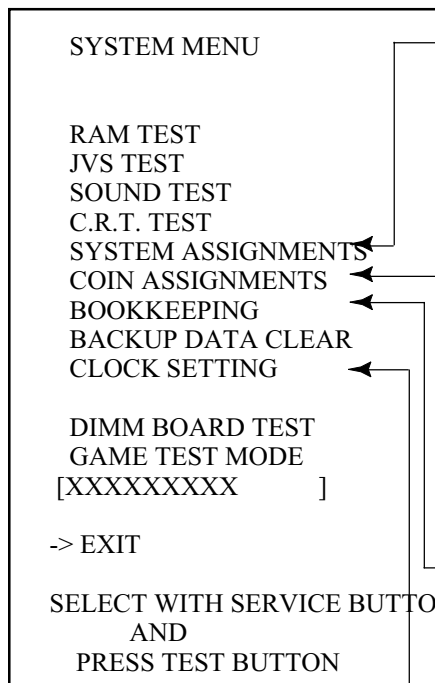 SYSTEM MENU
RAM TEST
JVS TEST
SOUND TEST
C.R.T. TEST
SYSTEM ASSIGNMENTS
COIN ASSIGNMENTS
BOOKKEEPING
BACKUP DATA CLEAR
CLOCK SETTING
DIMM BOARD TEST
GAME TEST MODE
[XXXXXXXXX ]
-> EXIT
SELECT WITH SERVICE BUTTO
AND
PRESS TEST BUTTON